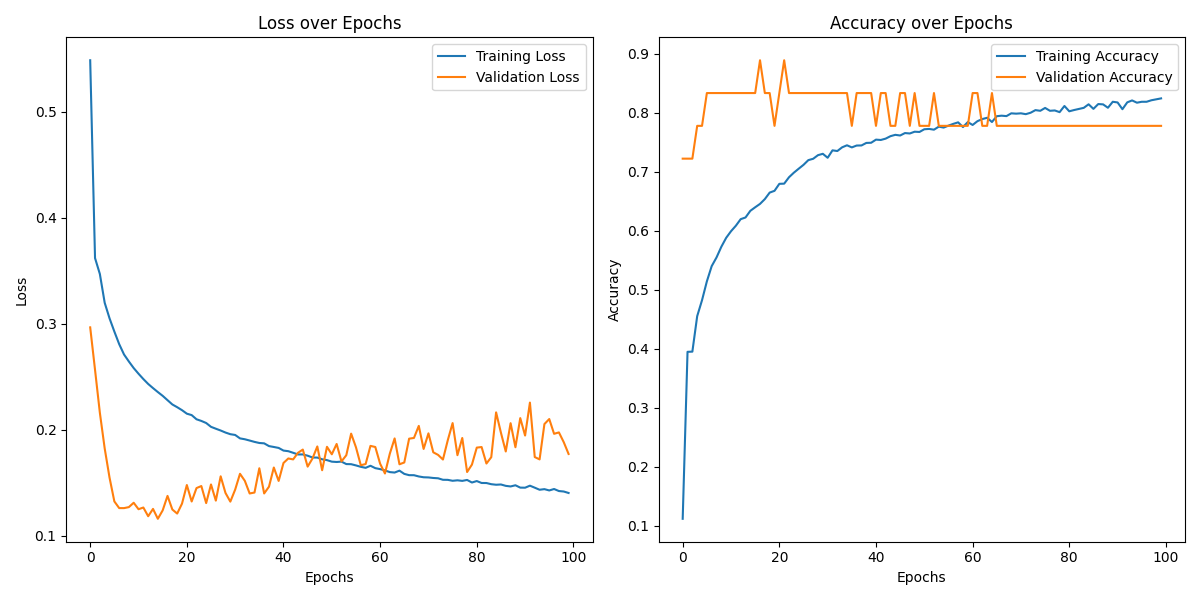 Loss over Epochs
Training Loss
Validation Loss
0.5
0.4
0.3
0.2
0.1
Loss
0 20 40 60 80 100
Epochs
Accuracy over Epochs
Training Accuracy
Validation Accuracy
0.9
0.8
0.7
0.6
0.5
0.4
0.3
0.2
0.1
Accuracy
0 20 40 60 80 100
Epochs